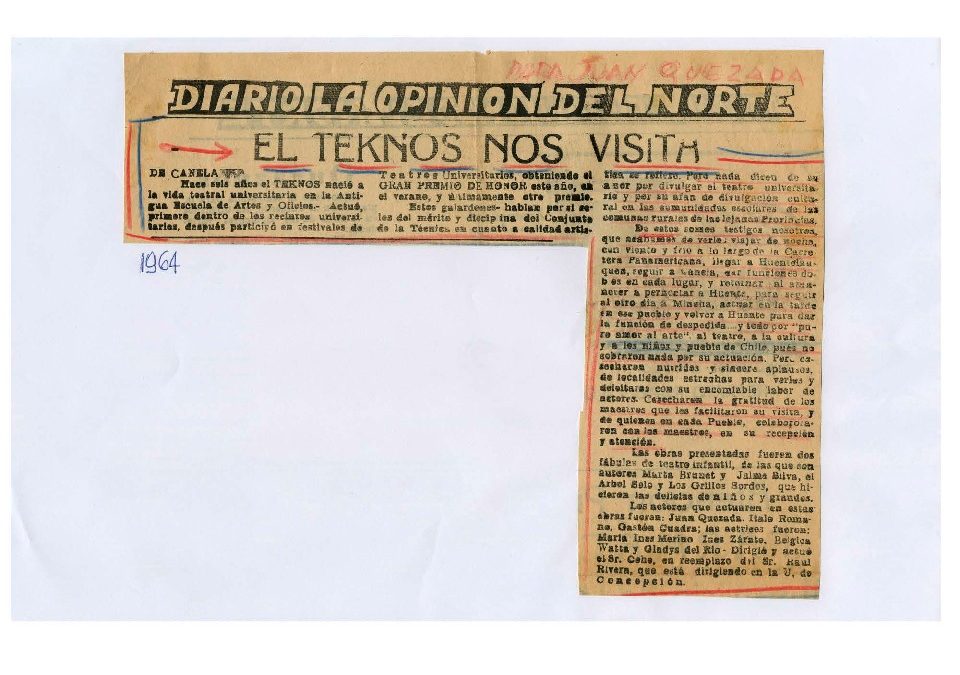 PARA JUAN QUEZADA
DIARIO LA OPINION DEL NORTE
EL TEKNOS NOS VISITA
DE CANELA
Hace seis años el TEKNOS nació a
la vida teatral universitaria en la Anti-
gua Escuela de Artes y Oficios.- Actuó,
primero dentro de los recintos universi-
tarios, después participó en festivales de
Teatros Universitarios, obteniendo el
GRAN PREMIO DE HONOR este año, en
el verano, y últimamente otro premio.
Estos galardones- hablan por si so-
les del mérito y disciplina del Conjunto
de la Técnica en cuanto a calidad artis-
tica se refiere. Pero nada dicen de su
amor por divulgar el teatro universita-
rio y por su afán de divulgación cultu-
ral en las comunidades escolares de las
comunas rurales de las lejanas Provincias.
De estos somos testigos nosotros,
que acabamos de verlos viajar de noche,
con viento y frío a lo largo de la Carre
tera Panamericana, llegar a Huentelau-
quen, seguir a Canela, dar funciones do-
bles en cada lugar, y retornar al ama-
necer a pernoctar a Huente, para seguir
al otro día a Mincha, actuar en la tarde
en ese pueblo y volver a Huente para dar
la función de despedida... y todo por "pu-
ro amor al arte", al teatro, a la cultura
y a los niños y pueblo de Chile, pues no
cobraron nada por su actuación. Pero co-
secharon nutridos y sincero aplausos,
de localidades estrechas para verlos y
deleitarse con su encomiable labor de
actores. Cosecharon la gratitud de los
maestros que les facilitaron su visita, y
de quienes en cada Pueblo, colabora-
ron con los maestros, en su recepción
y atención.
Las obras presentadas fueron dos
fábulas de teatro infantil, de las que son
autores Marta Brunet y Jaime Silva, el
Arbol Solo y Los Grillos Sordos, que hi-
cieron las delicias de niños y grandes.
Los actores que actuaron en estas
obras fueron: Juan Quezada, Italo Roma-
no, Gastón Cuadra; las actrices fueron:
María Ines Merino Ines Zárate, Belgica
Watts y Gladys del Río - Dirigió y actuó
el Sr. Cohe, en reemplazo del Sr. Raúl
Rivera, que está dirigiendo en la U. de
Concepción.
1964